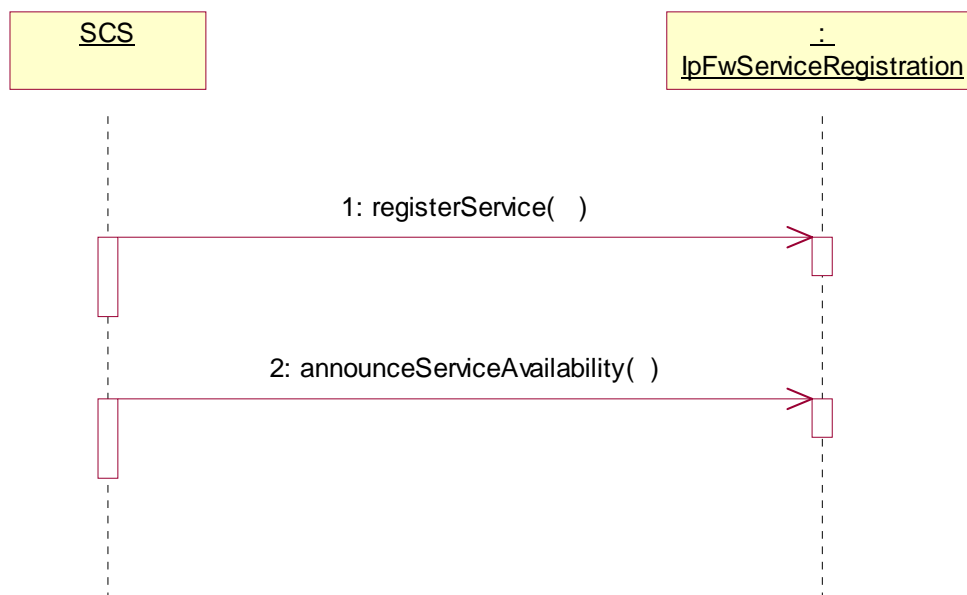 SCS
:
IpFwServiceRegistration
1: registerService(   )
2: announceServiceAvailability(  )